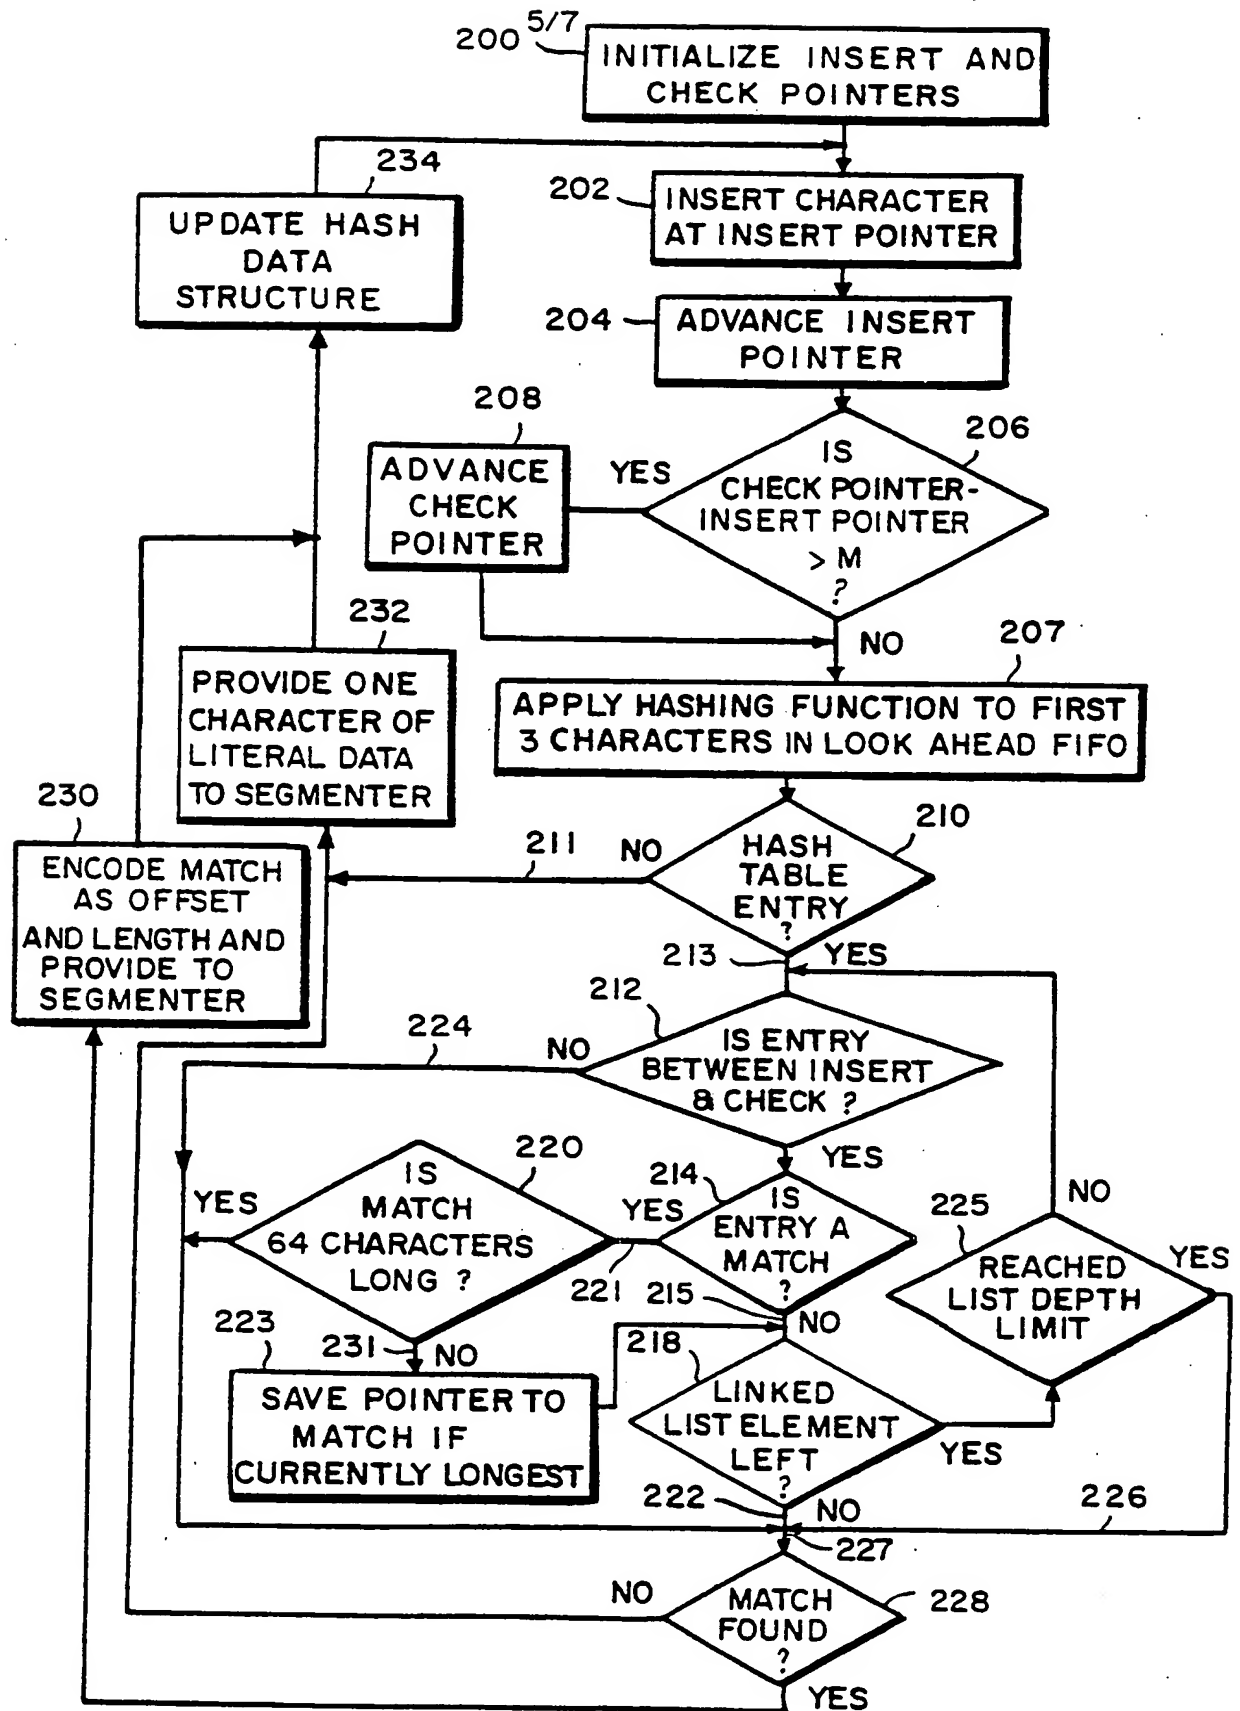 5/7
200
INITIALIZE INSERT AND
CHECK POINTERS
234
UPDATE HASH
DATA
STRUCTURE
202
INSERT CHARACTER
AT INSERT POINTER
204
ADVANCE INSERT
POINTER
208
ADVANCE
CHECK
POINTER
YES
206
IS
CHECK POINTER-
INSERT POINTER
> M
?
NO
232
PROVIDE ONE
CHARACTER OF
LITERAL DATA
TO SEGMENTER
207
APPLY HASHING FUNCTION TO FIRST
3 CHARACTERS IN LOOK AHEAD FIFO
230
ENCODE MATCH
AS OFFSET
AND LENGTH AND
PROVIDE TO
SEGMENTER
211
NO
210
HASH
TABLE
ENTRY
?
213
YES
212
224
NO
IS ENTRY
BETWEEN INSERT
& CHECK ?
YES
220
YES
IS
MATCH
64 CHARACTERS
LONG ?
214
YES
221
IS
ENTRY A
MATCH
?
215
NO
225
NO
YES
REACHED
LIST DEPTH
LIMIT
231
NO
223
SAVE POINTER TO
MATCH IF
CURRENTLY LONGEST
218
LINKED
LIST ELEMENT
LEFT
?
YES
222
NO
226
227
NO
MATCH
FOUND
?
228
YES